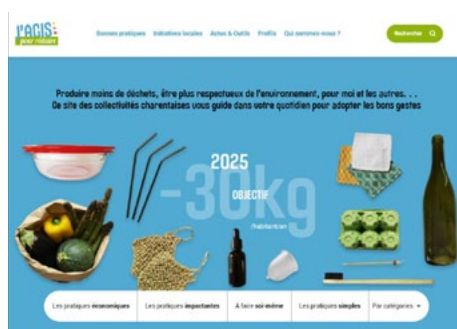 j'AGIS
pour réduire
Bonnes pratiques Initiatives locales Actus & Outils Profils Qui sommes-nous ?
Rechercher
Produire moins de déchets, être plus respectueux de l'environnement, pour moi et les autres. . .
Ce site des collectivités charentaises vous guide dans votre quotidien pour adopter les bons gestes
2025
-30kg
OBJECTIF
/habitant/an
Les pratiques économiques Les pratiques impactantes A faire soi-même Les pratiques simples Par catégories